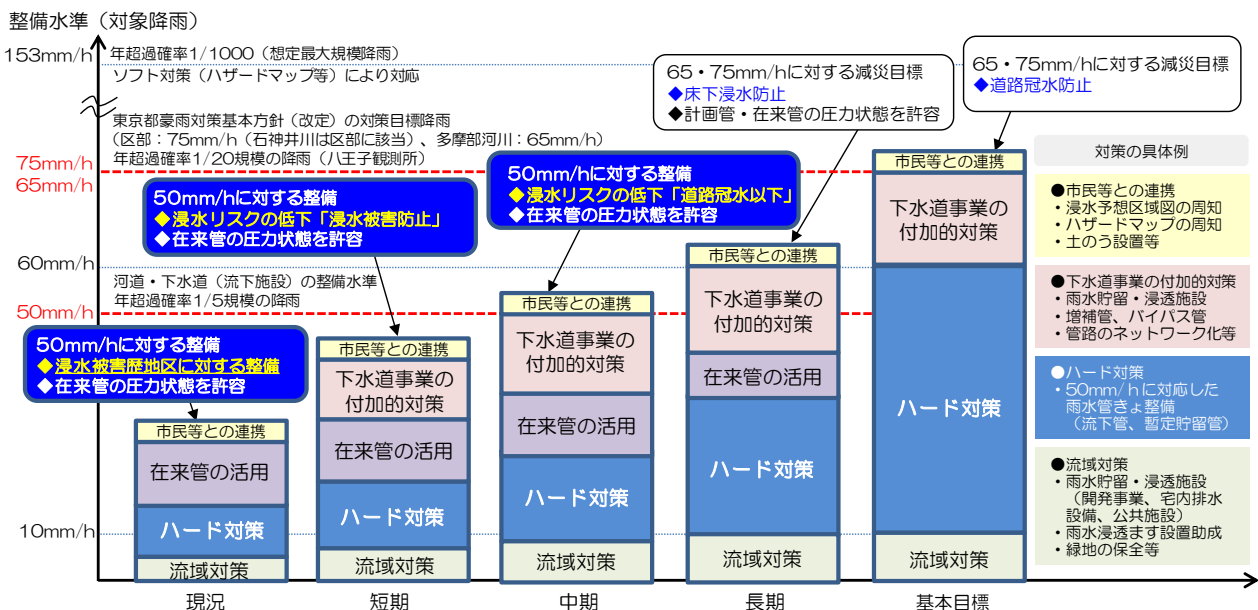 整備水準（対象降雨）
153mm/h
年超過確率1/1000（想定最大規模降雨）
ソフト対策（ハザードマップ等）により対応
東京都豪雨対策基本方針（改定）の対象目標降雨
（区部：75mm/h（石神井川は区部に該当）、多摩部河川：65mm/h）
年超過確率1/20規模の降雨（八王子観測所）
75mm/h
65mm/h
60mm/h
河道・下水道（流下施設）の整備水準
年超過確率1/5規模の降雨
50mm/h
10mm/h
50mm/hに対する整備
◆浸水被害歴地区に対する整備
◆在来管の圧力状態を許容
50mm/hに対する整備
◆浸水リスクの低下「浸水被害防止」
◆在来管の圧力状態を許容
50mm/hに対する整備
◆浸水リスクの低下「道路冠水以下」
◆在来管の圧力状態を許容
65・75mm/hに対する減災目標
◆床下浸水防止
◆計画管・在来管の圧力状態を許容
65・75mm/hに対する減災目標
◆道路冠水防止
市民等との連携
在来管の活用
ハード対策
流域対策
現況
市民等との連携
下水道事業の
付加的対策
在来管の活用
ハード対策
流域対策
短期
市民等との連携
下水道事業の
付加的対策
在来管の活用
ハード対策
流域対策
中期
市民等との連携
下水道事業の
付加的対策
在来管の活用
ハード対策
流域対策
長期
市民等との連携
下水道事業の
付加的対策
ハード対策
流域対策
基本目標
対策の具体例
●市民等との連携
・浸水予想区域図の周知
・ハザードマップの周知
・土のう設置等
●下水道事業の付加的対策
・雨水貯留・浸透施設
・増補管、バイパス管
・管路のネットワーク化等
●ハード対策
・50mm/hに対応した
雨水管きょ整備
（流下管、暫定貯留管）
●流域対策
・雨水貯留・浸透施設
（開発事業、宅内排水
設備、公共施設）
・雨水浸透ます設置助成
・緑地の保全等